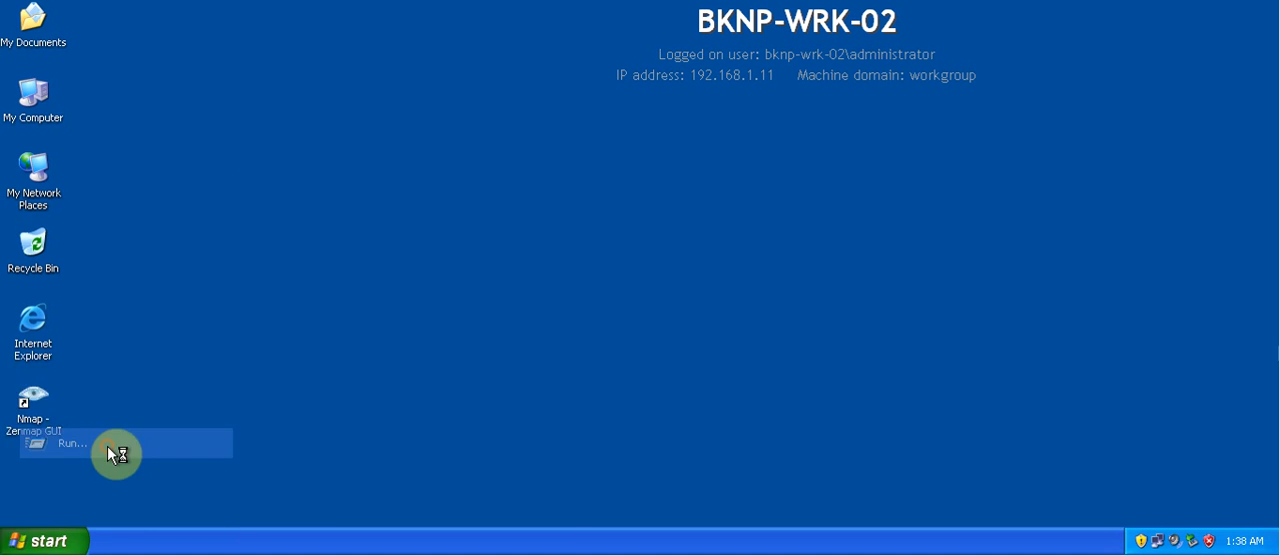 BKNP-WRK-02
Logged on user: bknp-wrk-02\administrator
IP address: 192.168.1.11 Machine domain: workgroup
My Documents
My Computer
My Network
Places
Recycle Bin
Internet
Explorer
Nmap -
Zenmap GUI
Run...
start
1:38 AM